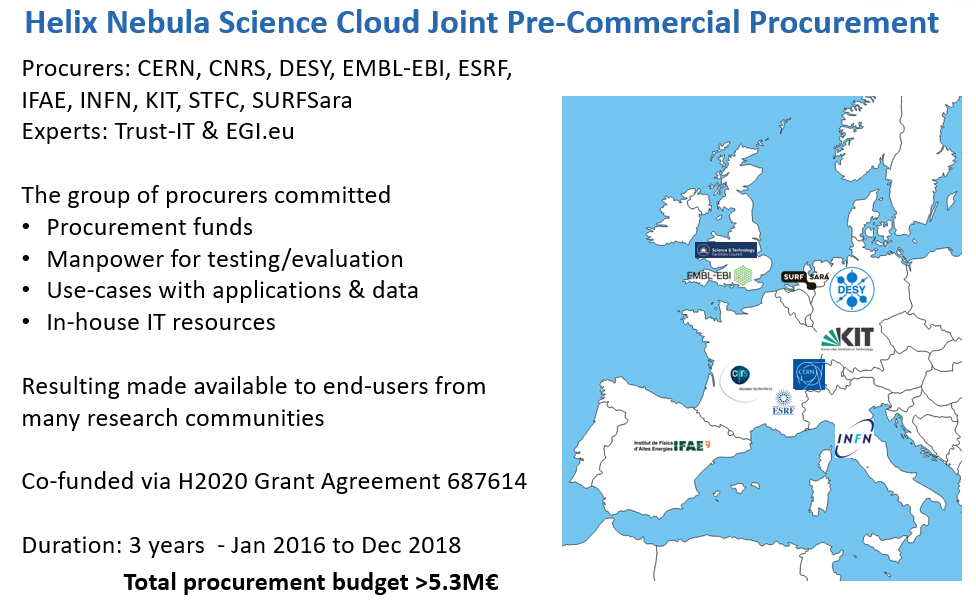 Helix Nebula Science Cloud Joint Pre-Commercial Procurement
Procurers: CERN, CNRS, DESY, EMBL-EBI, ESRF,
IFAE, INFN, KIT, STFC, SURFSara
Experts: Trust-IT & EGI.eu
The group of procurers committed
• Procurement funds
• Manpower for testing/evaluation
• Use-cases with applications & data
• In-house IT resources
Resulting made available to end-users from
many research communities
Co-funded via H2020 Grant Agreement 687614
Duration: 3 years - Jan 2016 to Dec 2018
Total procurement budget >5.3M€
Science & Technology
Facilities Council
EMBL-EBI
SURF SARA
DESY
KIT
Karlsruhe Institute of Technology
cnrs
CERN
ESRF
INFN
Institut de Física
d'Altes Energies
IFAE